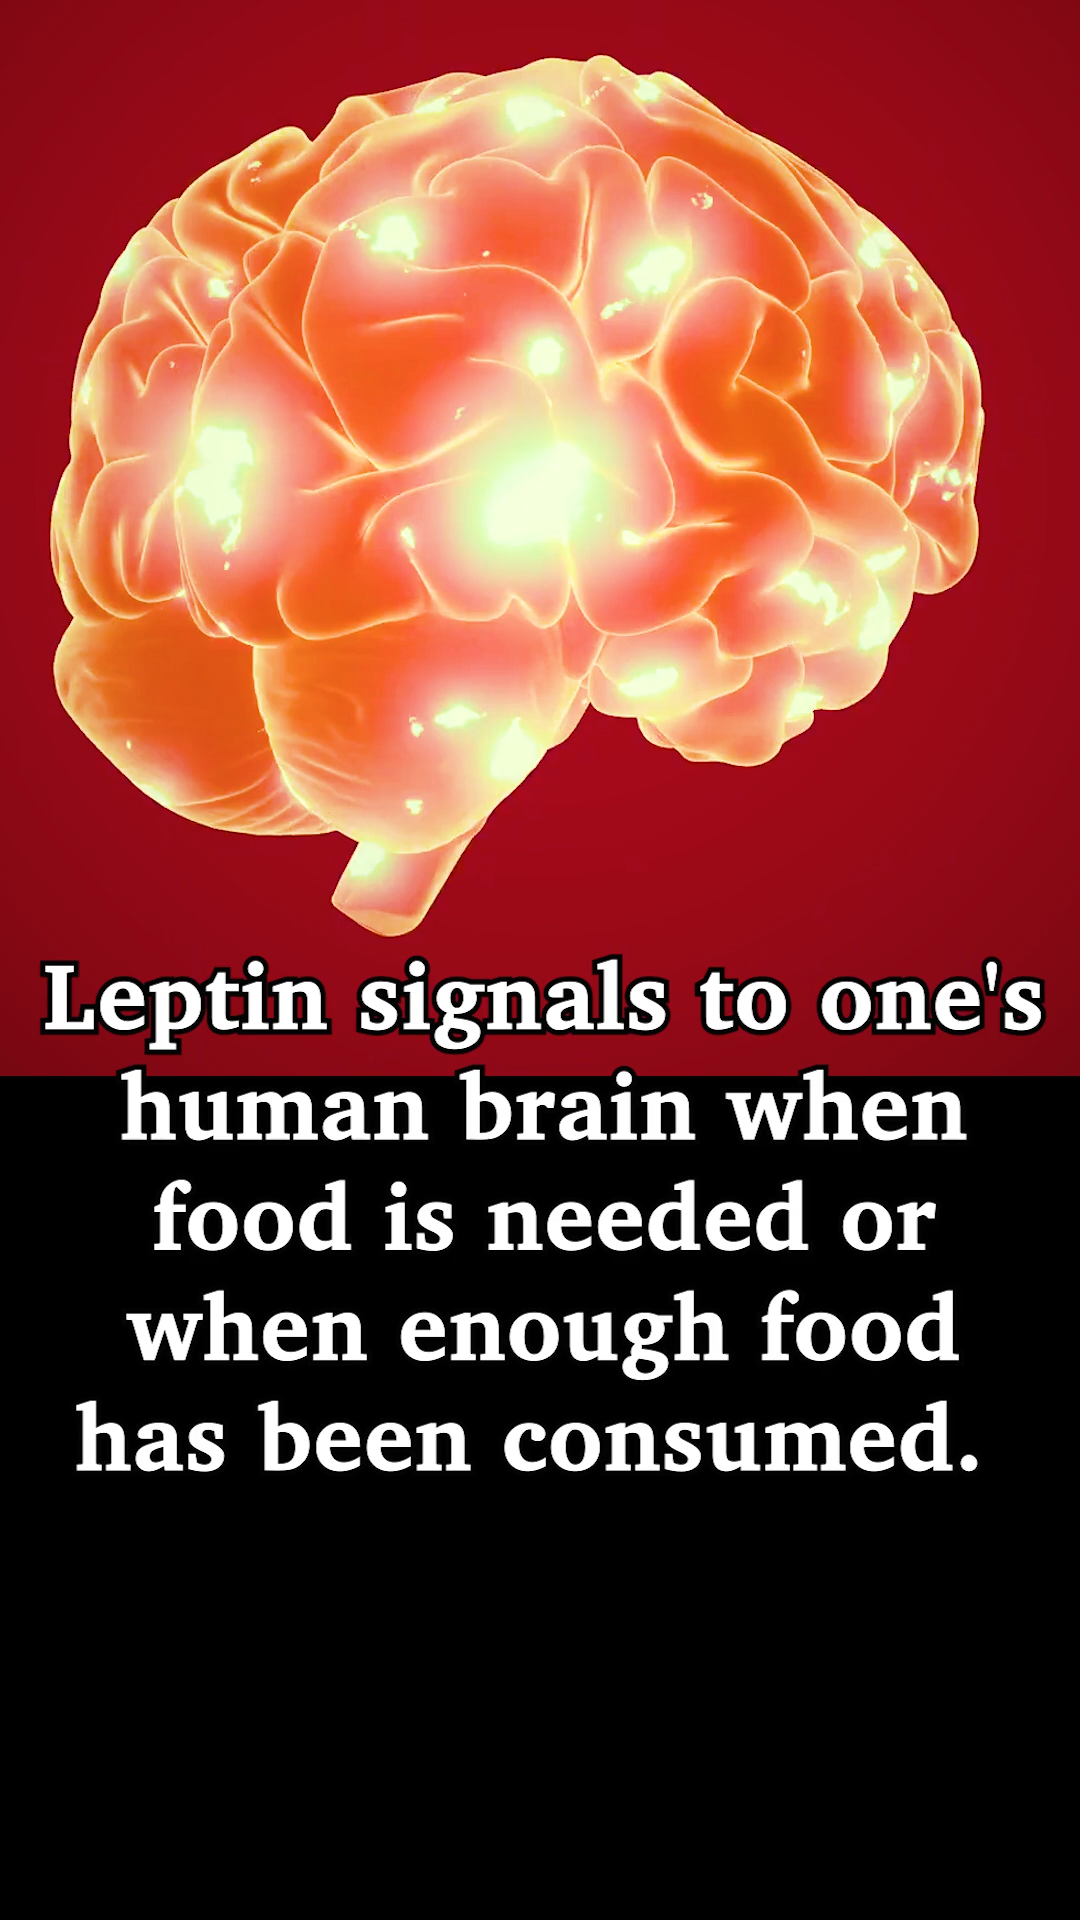 Leptin signals to one's
human brain when
food is needed or
when enough food
has been consumed.